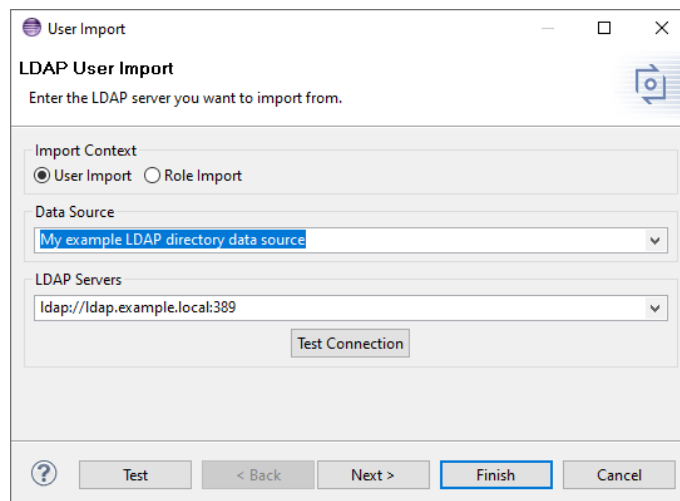 User Import
LDAP User Import
Enter the LDAP server you want to import from.
Import Context
User Import Role Import
Data Source
My example LDAP directory data source
LDAP Servers
ldap://ldap.example.local:389
Test Connection
? Test < Back Next > Finish Cancel